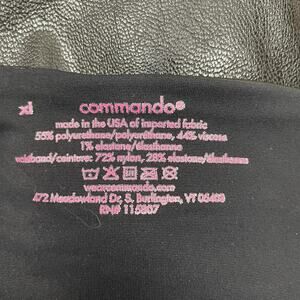 xl
commando®
made in the USA of imported fabric
55% polyurethane/polyuréthane, 44% viscose
1% elastane/élasthanne
waistband/ceinture: 72% nylon, 28% elastane/élasthanne
wearcommando.com
472 Meadowland Dr, S. Burlington, VT 05403
RN# 115807